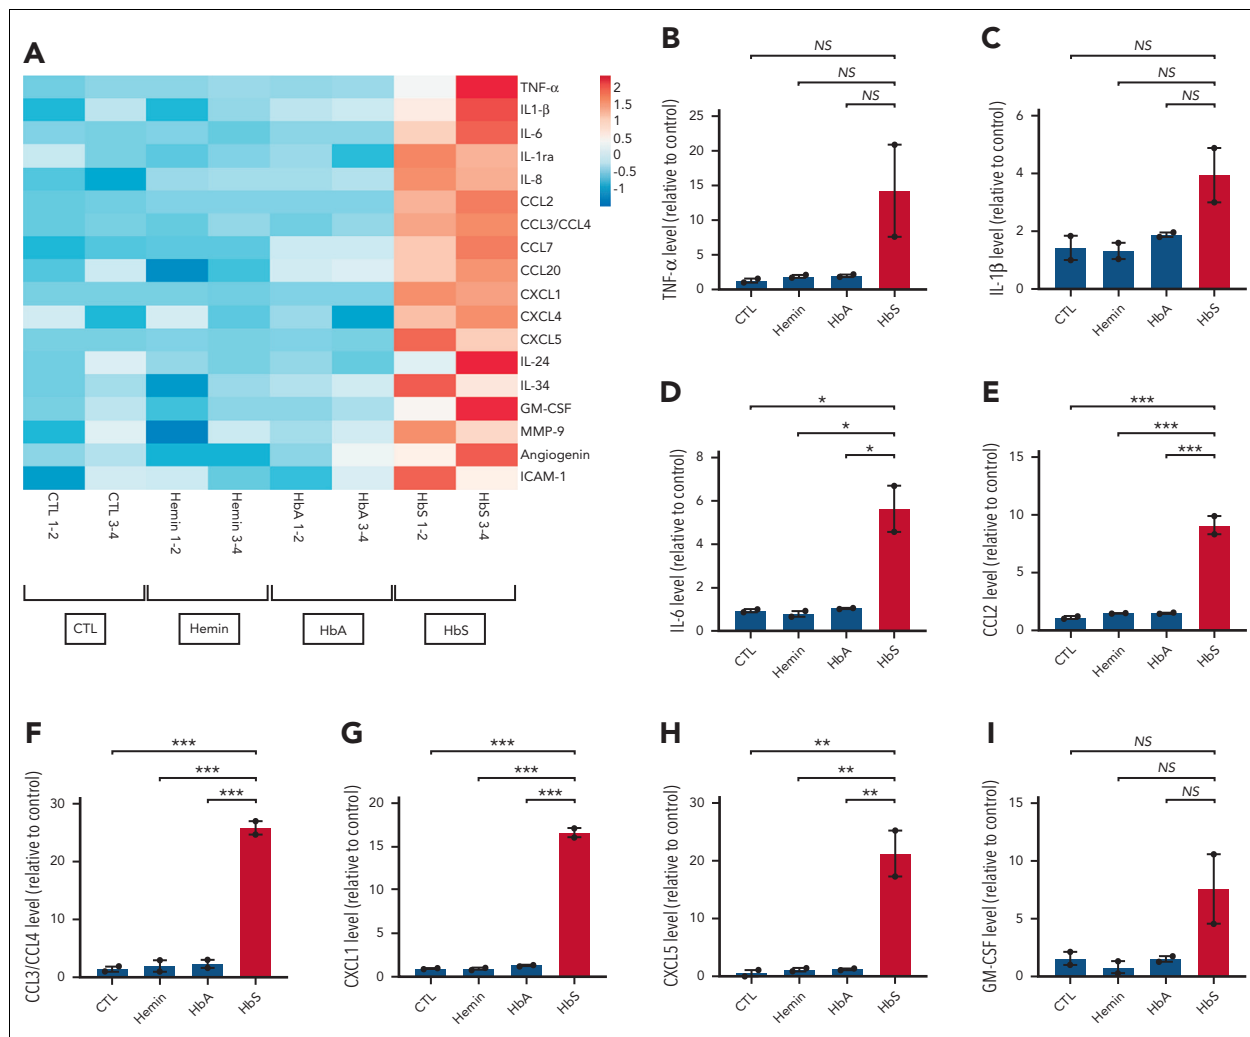 A
TNF-α
IL1-β
IL-6
IL-1ra
IL-8
CCL2
CCL3/CCL4
CCL7
CCL20
CXCL1
CXCL4
CXCL5
IL-24
IL-34
GM-CSF
MMP-9
Angiogenin
ICAM-1
2
1.5
1
0.5
0
-0.5
-1
CTL 1-2
CTL 3-4
Hemin 1-2
Hemin 3-4
HbA 1-2
HbA 3-4
HbS 1-2
HbS 3-4
CTL
Hemin
HbA
HbS
B
NS
NS
NS
TNF-α level (relative to control)
25
20
15
10
5
0
CTL
Hemin
HbA
HbS
C
NS
NS
NS
IL-1β level (relative to control)
6
4
2
0
CTL
Hemin
HbA
HbS
D
*
*
*
IL-6 level (relative to control)
8
6
4
2
0
CTL
Hemin
HbA
HbS
E
***
***
***
CCL2 level (relative to control)
15
10
5
0
CTL
Hemin
HbA
HbS
F
***
***
***
CCL3/CCL4 level (relative to control)
30
20
10
0
CTL
Hemin
HbA
HbS
G
***
***
***
CXCL1 level (relative to control)
20
15
10
5
0
CTL
Hemin
HbA
HbS
H
**
**
**
CXCL5 level (relative to control)
30
20
10
0
CTL
Hemin
HbA
HbS
I
NS
NS
NS
GM-CSF level (relative to control)
15
10
5
0
CTL
Hemin
HbA
HbS